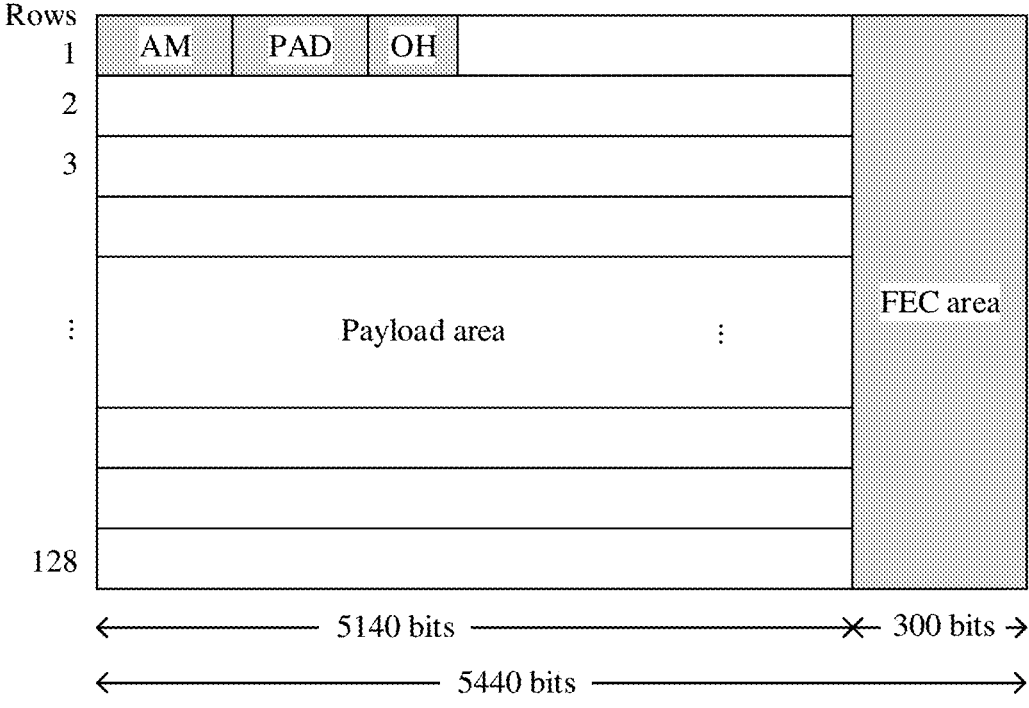 Rows
1 AM PAD OH
2
3
FEC area
⋮ Payload area ⋮
128
5140 bits 300 bits
5440 bits